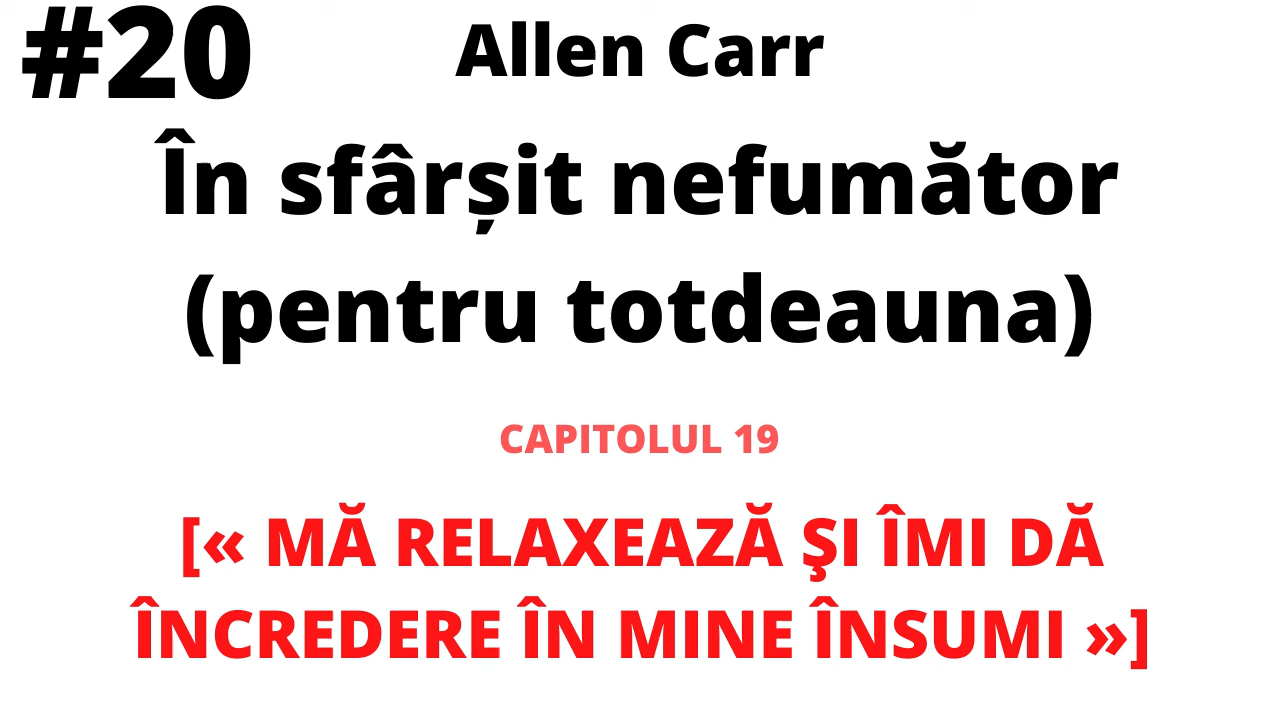 #20
Allen Carr
În sfârșit nefumător
(pentru totdeauna)
CAPITOLUL 19
[« MĂ RELAXEAZĂ ŞI ÎMI DĂ
ÎNCREDERE ÎN MINE ÎNSUMI »]